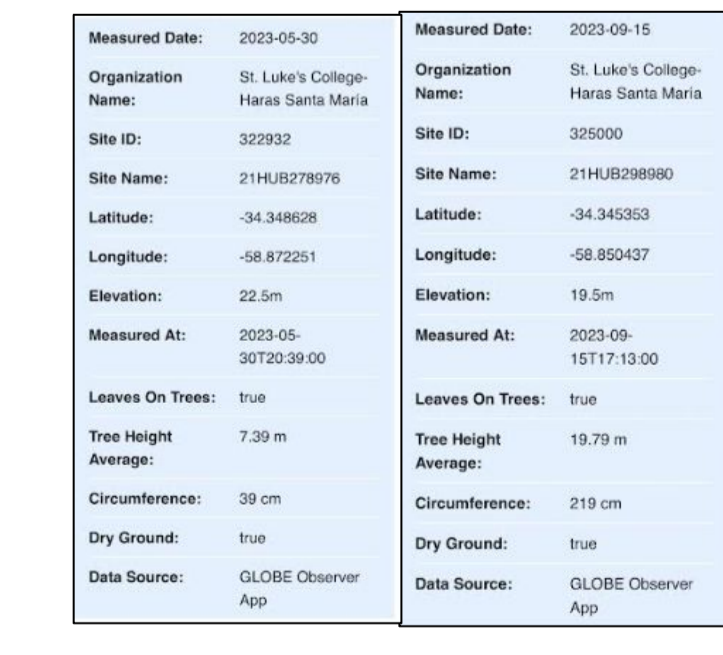 Measured Date: 2023-05-30
Organization St. Luke's College-
Name: Haras Santa María
Site ID: 322932
Site Name: 21HUB278976
Latitude: -34.348628
Longitude: -58.872251
Elevation: 22.5m
Measured At: 2023-05-
30T20:39:00
Leaves On Trees: true
Tree Height 7.39 m
Average:
Circumference: 39 cm
Dry Ground: true
Data Source: GLOBE Observer
App
Measured Date: 2023-09-15
Organization St. Luke's College-
Name: Haras Santa María
Site ID: 325000
Site Name: 21HUB298980
Latitude: -34.345353
Longitude: -58.850437
Elevation: 19.5m
Measured At: 2023-09-
15T17:13:00
Leaves On Trees: true
Tree Height 19.79 m
Average:
Circumference: 219 cm
Dry Ground: true
Data Source: GLOBE Observer
App